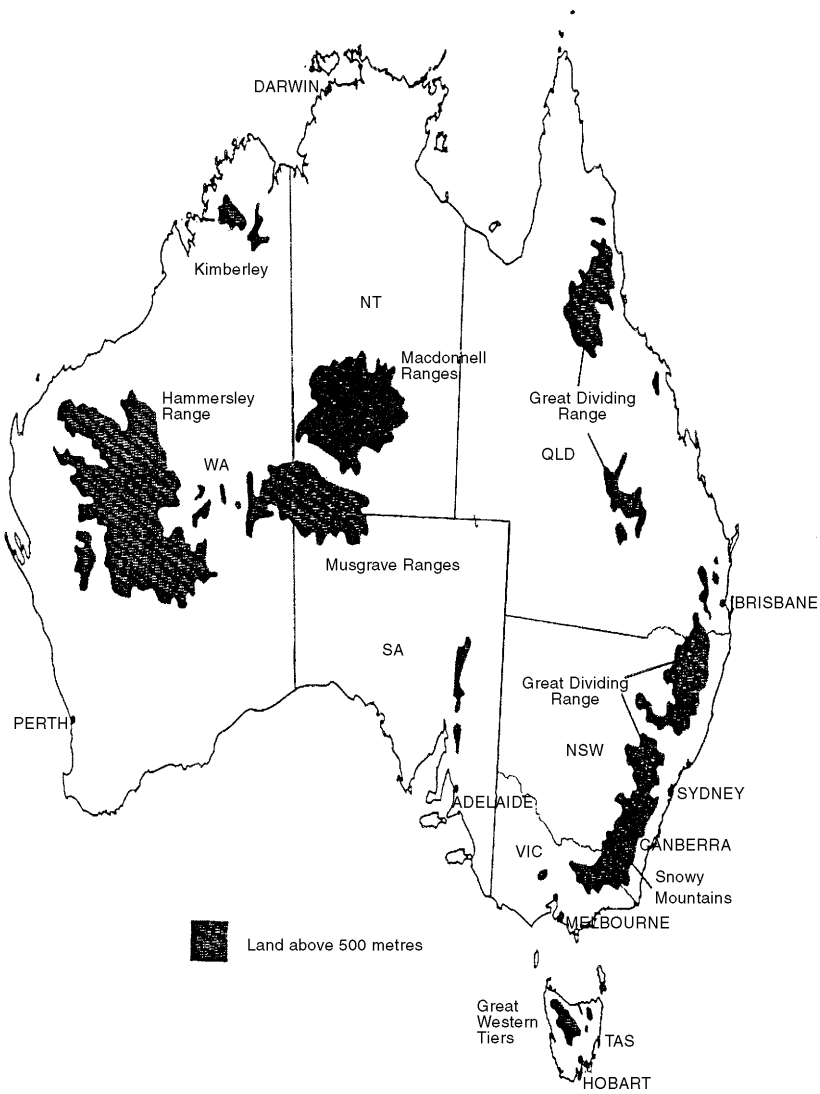 DARWIN
Kimberley
NT
Macdonnell
Ranges
Hammersley
Range
Great Dividing
Range
QLD
WA
Musgrave Ranges
BRISBANE
SA
Great Dividing
Range
PERTH
NSW
SYDNEY
ADELAIDE
CANBERRA
VIC
Snowy
Mountains
MELBOURNE
Land above 500 metres
Great
Western
Tiers
TAS
HOBART